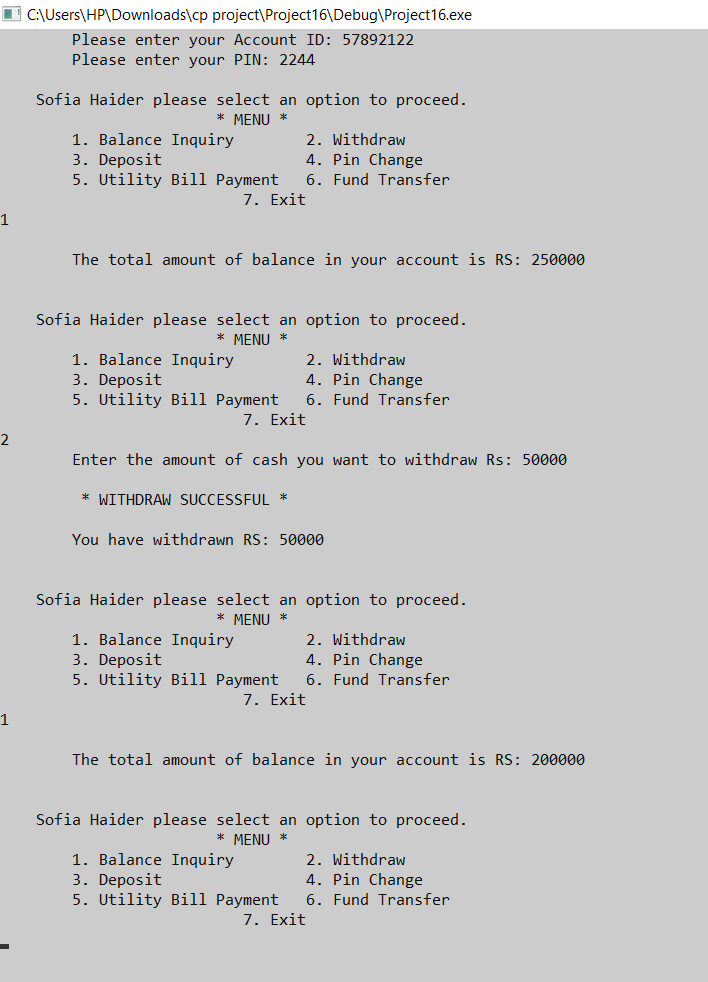 C:\Users\HP\Downloads\cp project\Project16\Debug\Project16.exe
Please enter your Account ID: 57892122
Please enter your PIN: 2244
Sofia Haider please select an option to proceed.
* MENU *
1. Balance Inquiry 2. Withdraw
3. Deposit 4. Pin Change
5. Utility Bill Payment 6. Fund Transfer
7. Exit
1
The total amount of balance in your account is RS: 250000
Sofia Haider please select an option to proceed.
* MENU *
1. Balance Inquiry 2. Withdraw
3. Deposit 4. Pin Change
5. Utility Bill Payment 6. Fund Transfer
7. Exit
2
Enter the amount of cash you want to withdraw Rs: 50000
* WITHDRAW SUCCESSFUL *
You have withdrawn RS: 50000
Sofia Haider please select an option to proceed.
* MENU *
1. Balance Inquiry 2. Withdraw
3. Deposit 4. Pin Change
5. Utility Bill Payment 6. Fund Transfer
7. Exit
1
The total amount of balance in your account is RS: 200000
Sofia Haider please select an option to proceed.
* MENU *
1. Balance Inquiry 2. Withdraw
3. Deposit 4. Pin Change
5. Utility Bill Payment 6. Fund Transfer
7. Exit